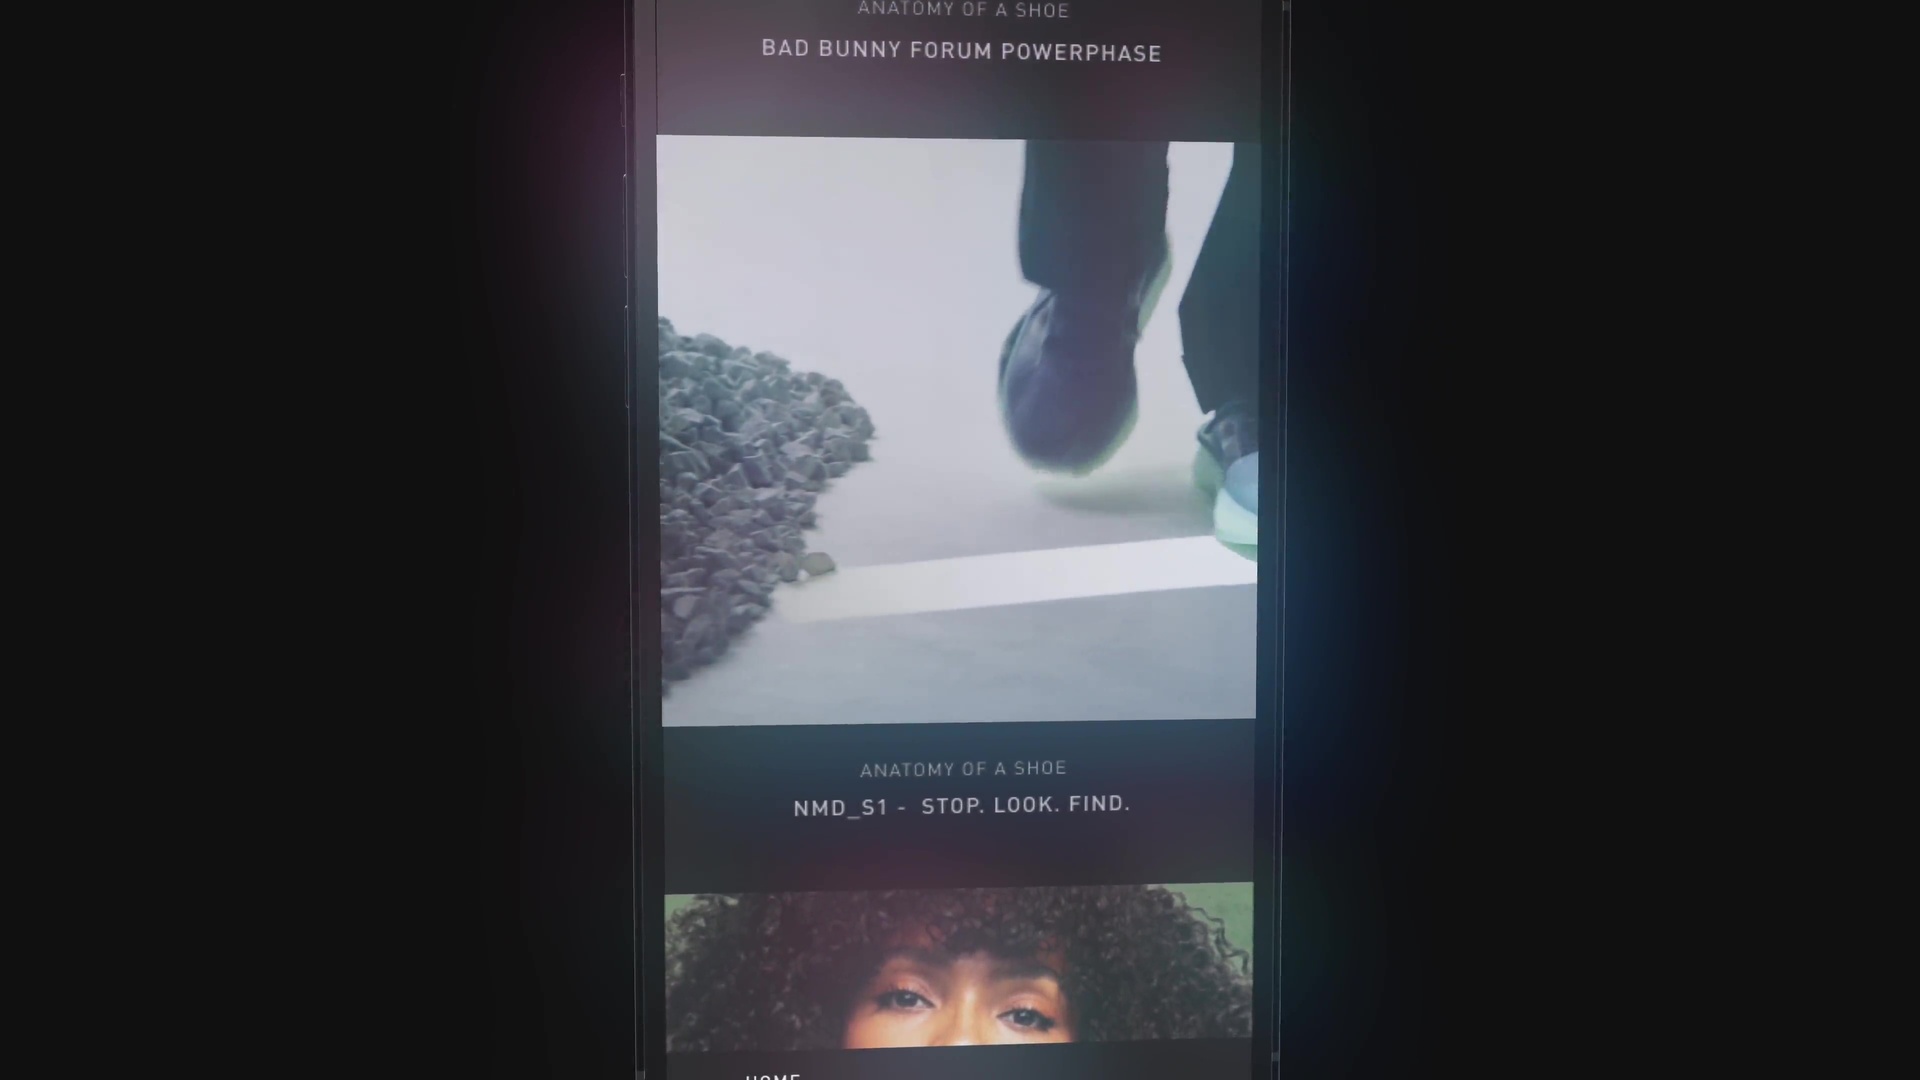 ANATOMY OF A SHOE
BAD BUNNY FORUM POWERPHASE
ANATOMY OF A SHOE
NMD_S1 - STOP. LOOK. FIND.
HOME